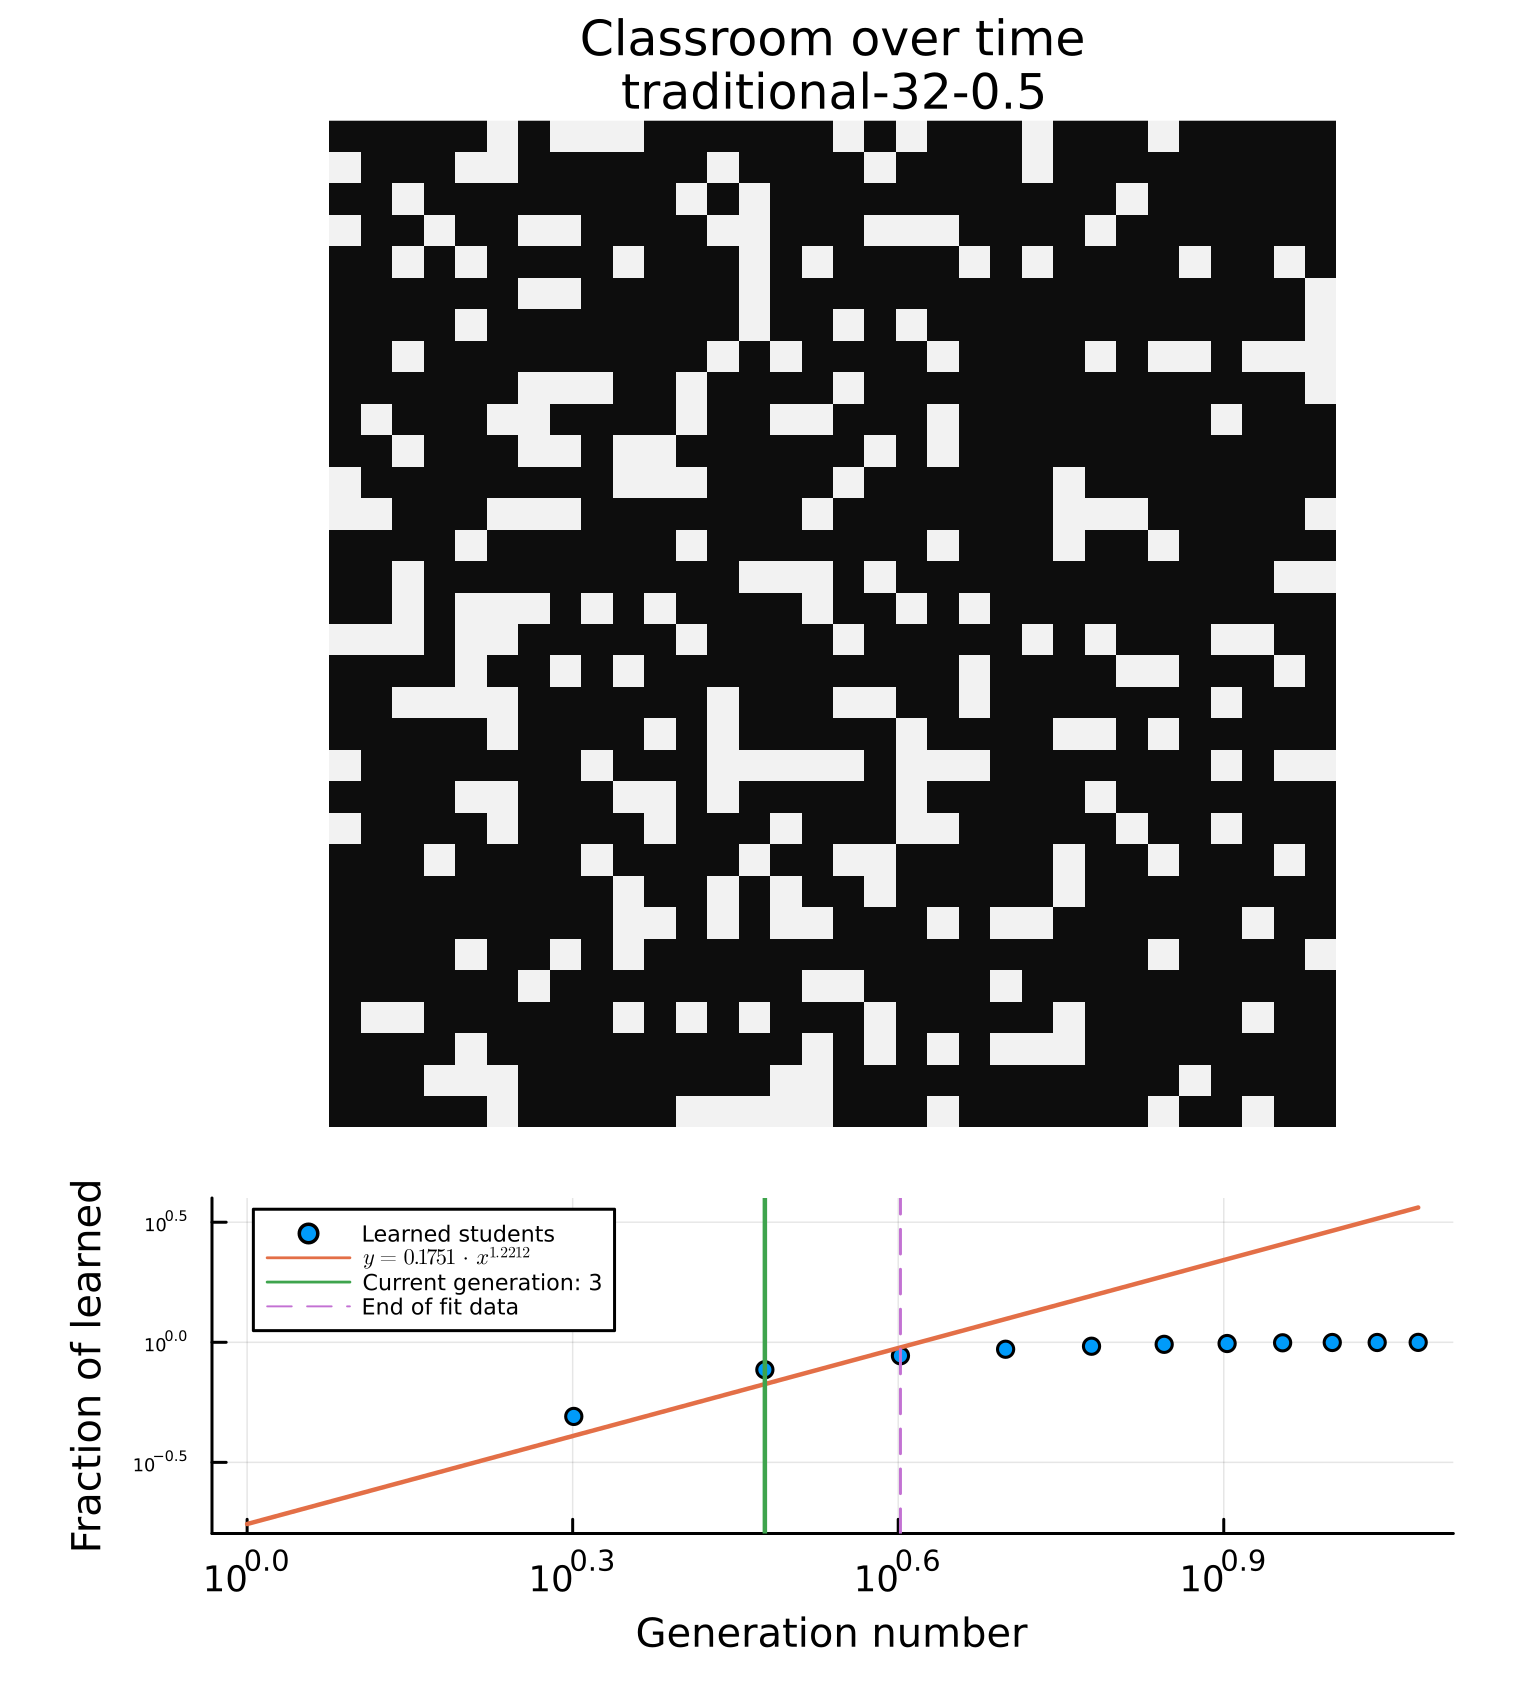 Classroom over time
traditional-32-0.5
Fraction of learned
10^0.5
10^0.0
10^−0.5
Learned students
y = 0.1751 · x^1.2212
Current generation: 3
End of fit data
10^0.0 10^0.3 10^0.6 10^0.9
Generation number